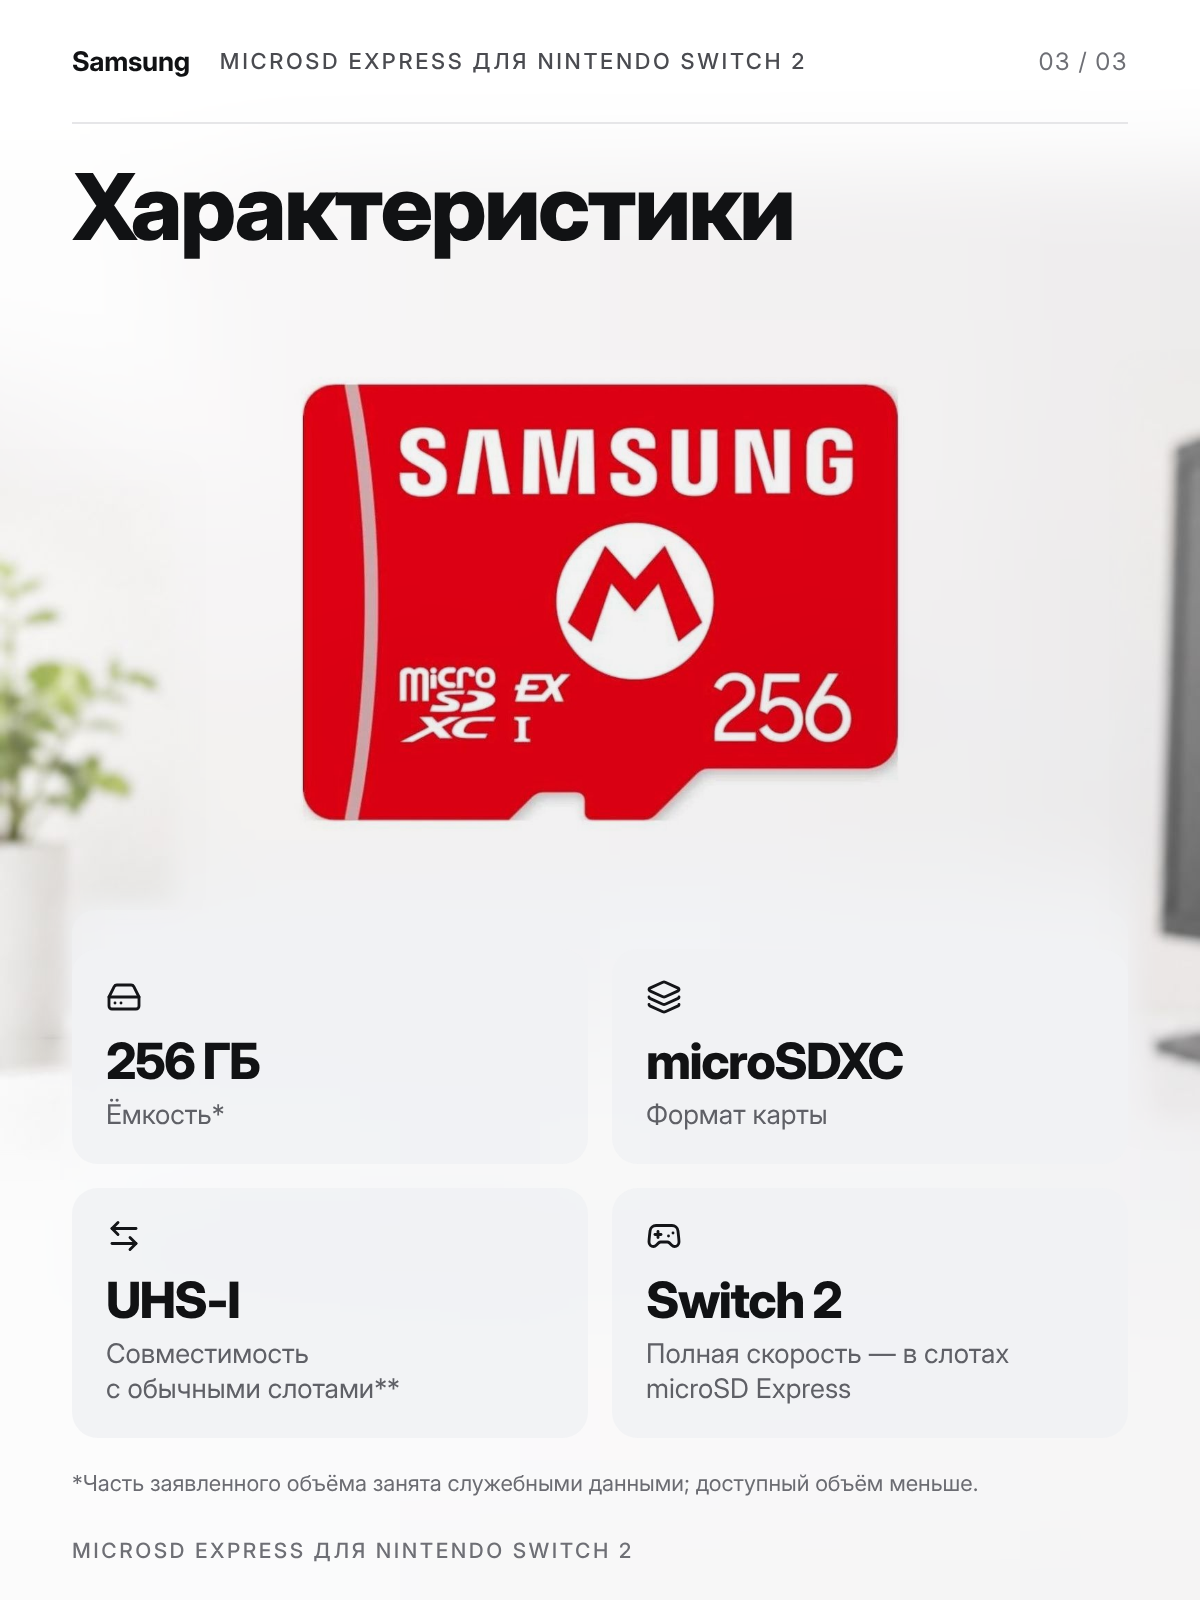 Samsung MICROSD EXPRESS ДЛЯ NINTENDO SWITCH 2 03 / 03
Характеристики
SAMSUNG
M
micro SD XC EX I
256
256 ГБ
Ёмкость*
microSDXC
Формат карты
UHS-I
Совместимость
с обычными слотами**
Switch 2
Полная скорость — в слотах
microSD Express
*Часть заявленного объёма занята служебными данными; доступный объём меньше.
MICROSD EXPRESS ДЛЯ NINTENDO SWITCH 2